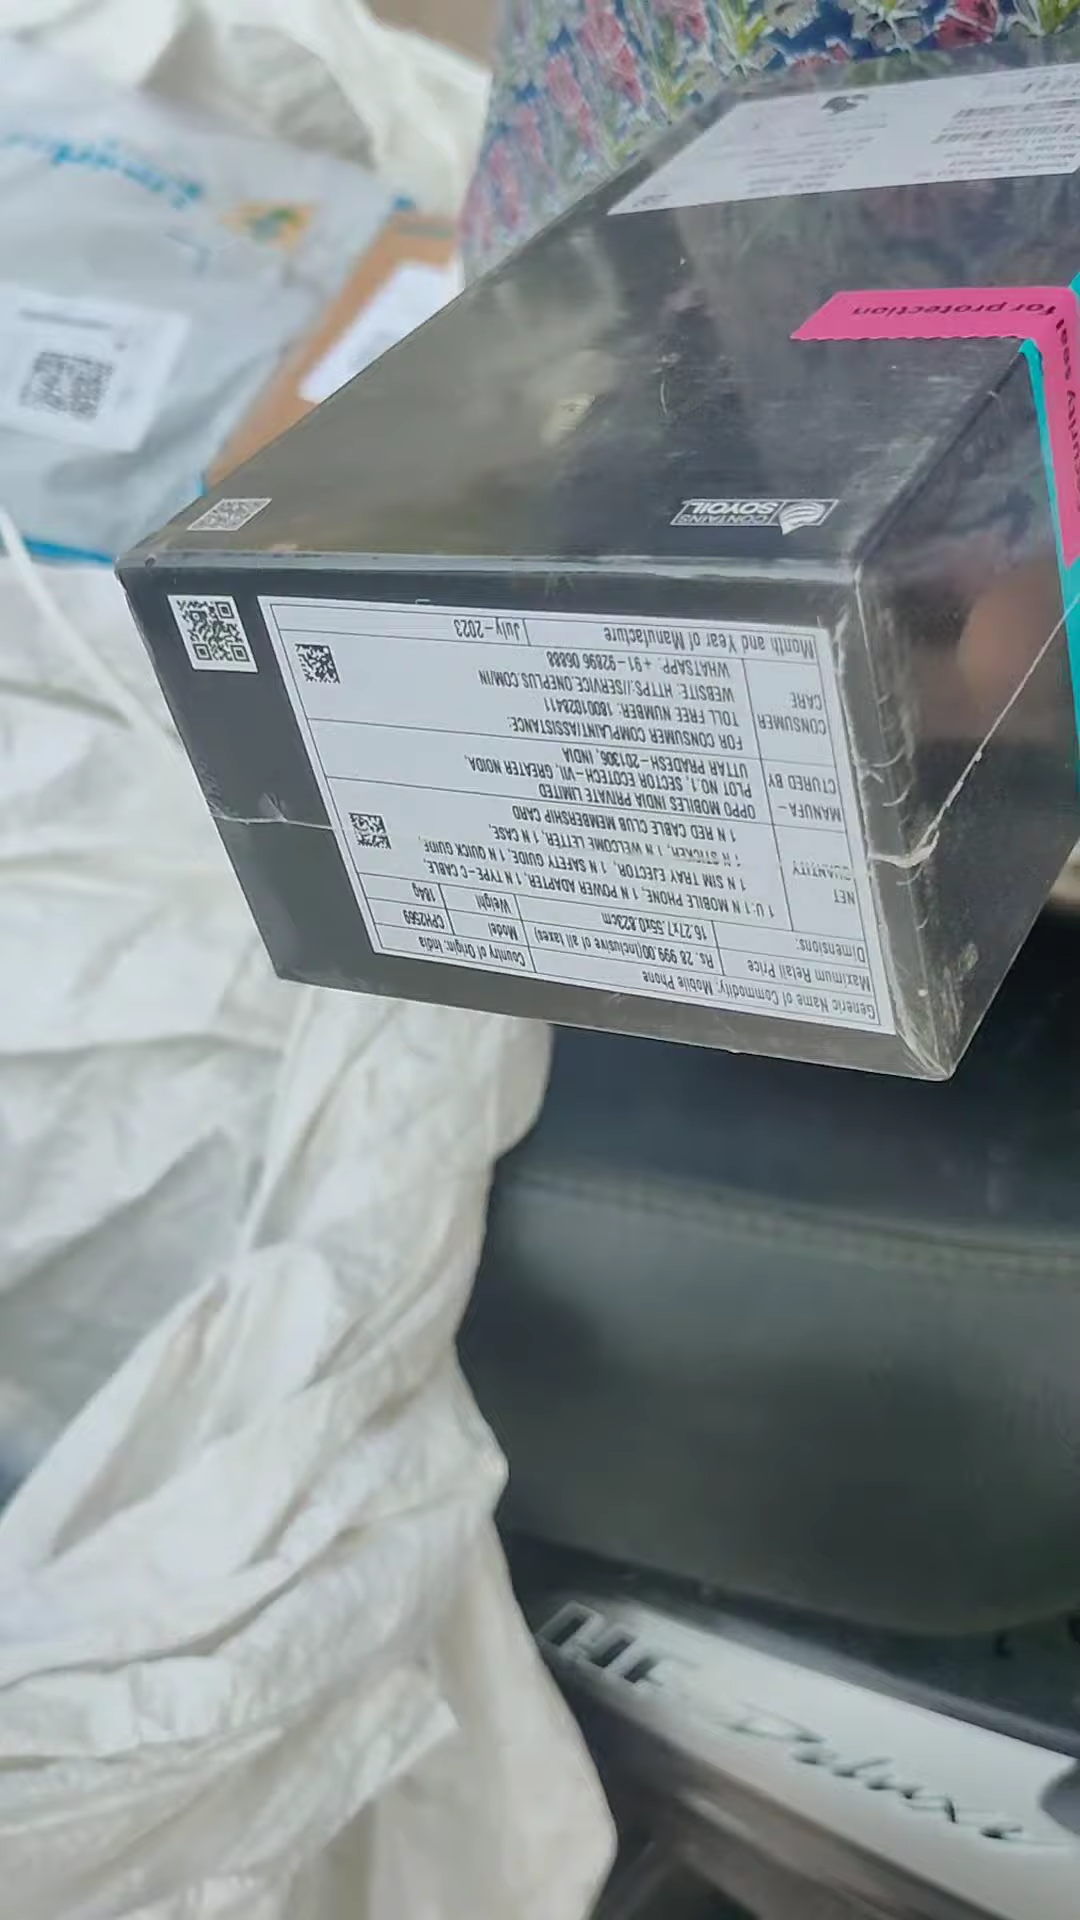 Generic Name of Commodity: Mobile Phone
Country of Origin: India
Maximum Retail Price
Rs. 28 999.00(Inclusive of all taxes)
Model
CPH2569
Dimensions:
16.27x7.55x0.823cm
Weight
184g
NET
QUANTITY
1 U: 1 N MOBILE PHONE, 1 N POWER ADAPTER, 1 N TYPE-C CABLE,
1 N SIM TRAY EJECTOR, 1 N SAFETY GUIDE, 1 N QUICK GUIDE,
1 N STICKER, 1 N WELCOME LETTER, 1 N CASE,
1 N RED CABLE CLUB MEMBERSHIP CARD
MANUFA-
CTURED BY
OPPO MOBILES INDIA PRIVATE LIMITED
PLOT NO.1, SECTOR ECOTECH-VII, GREATER NOIDA,
UTTAR PRADESH-201306, INDIA
CONSUMER
CARE
FOR CONSUMER COMPLAINT/ASSISTANCE:
TOLL FREE NUMBER: 18001028411
WEBSITE: HTTPS://SERVICE.ONEPLUS.COM/IN
WHATSAPP: +91-92896 06888
Month and Year of Manufacture
July-2023
CONTAINS
SOYOIL
for protection
HF Deluxe